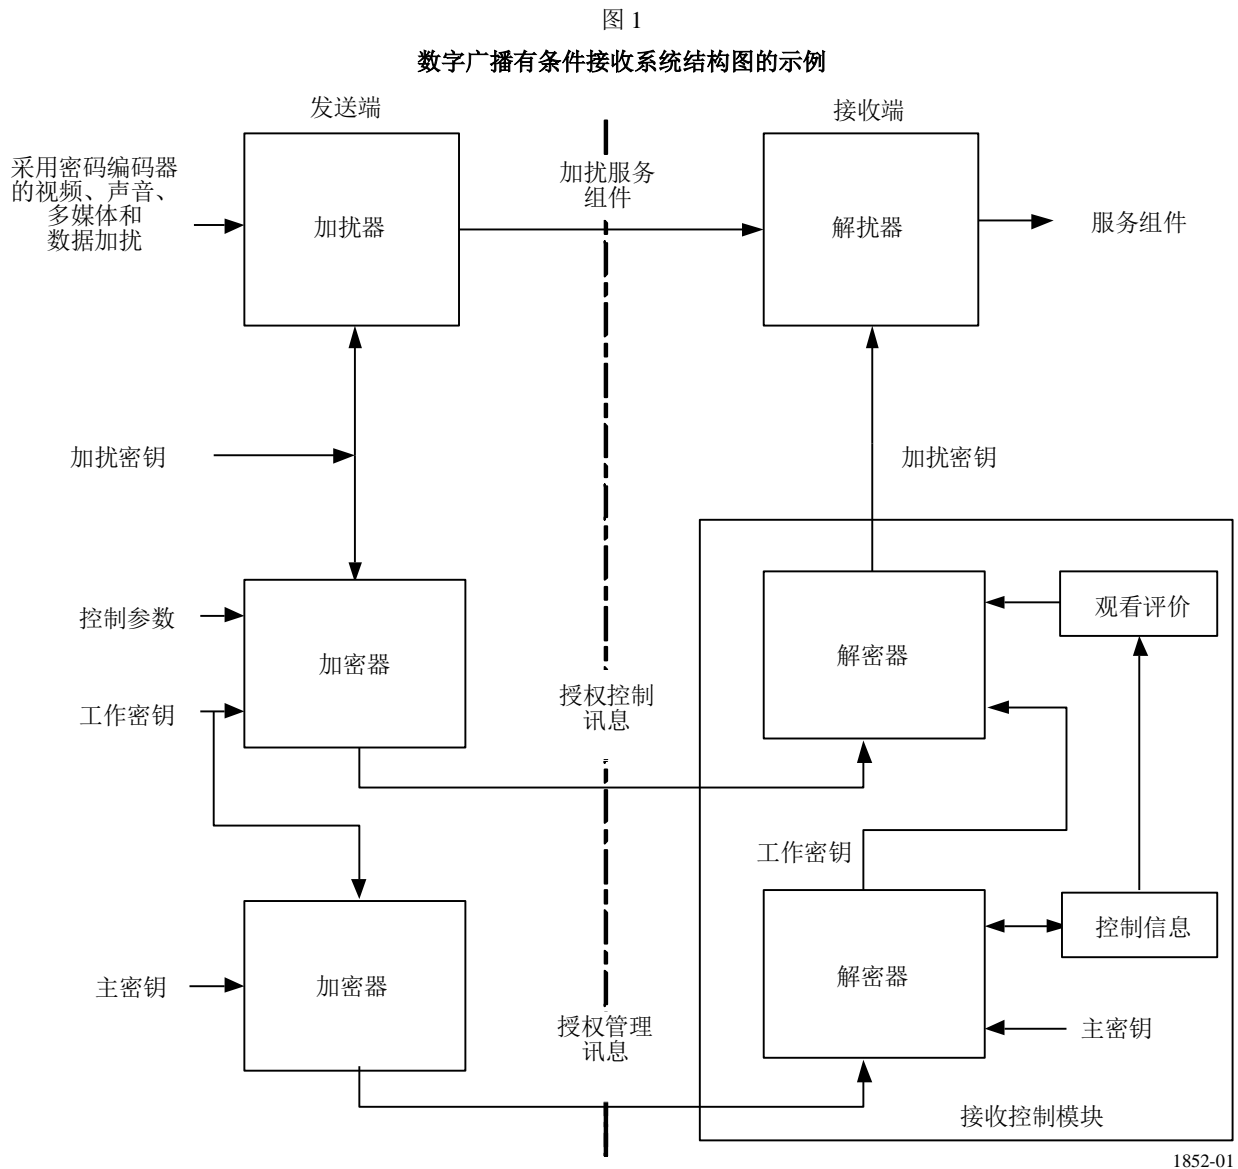 图 1
数字广播有条件接收系统结构图的示例
发送端
接收端
采用密码编码器
的视频、声音、
多媒体和
数据加扰
加扰器
加扰服务
组件
解扰器
服务组件
加扰密钥
加扰密钥
控制参数
加密器
工作密钥
授权控制
讯息
解密器
观看评价
工作密钥
主密钥
加密器
授权管理
讯息
解密器
控制信息
主密钥
接收控制模块
1852-01